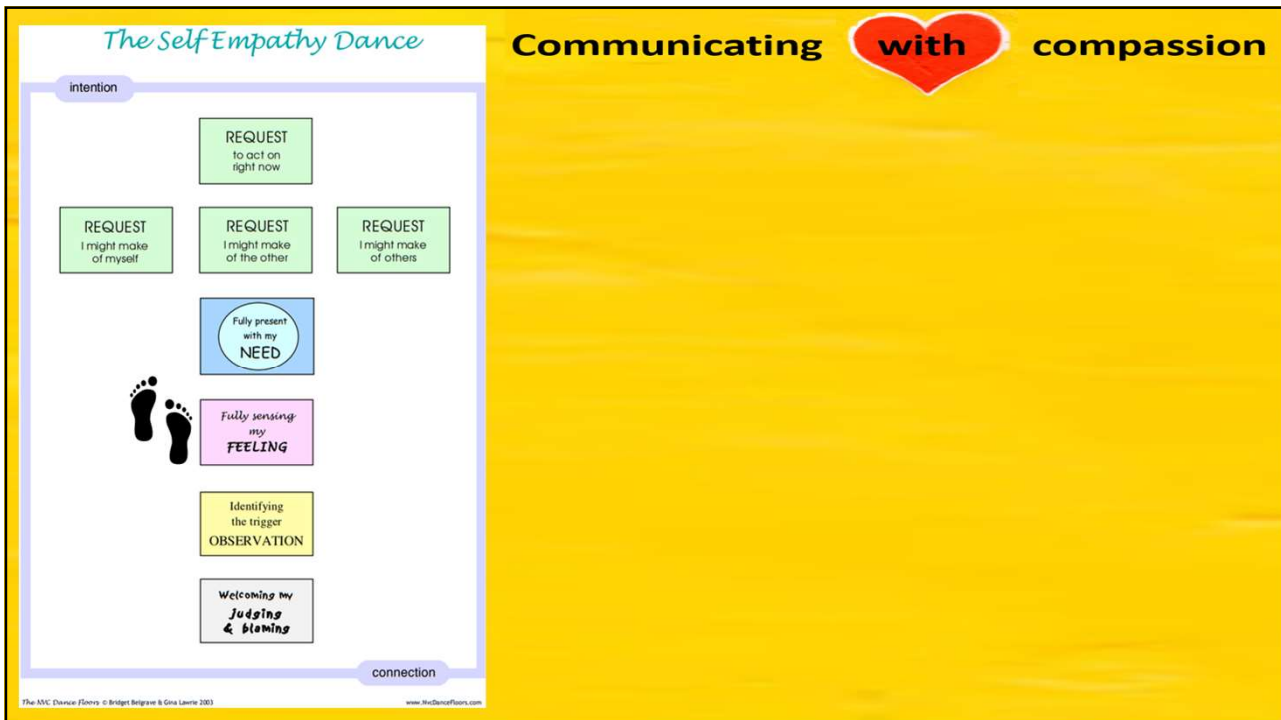 The Self Empathy Dance
Communicating with compassion
intention
REQUEST
to act on
right now
REQUEST
I might make
of myself
REQUEST
I might make
of the other
REQUEST
I might make
of others
Fully present
with my
NEED
Fully sensing
my
FEELING
Identifying
the trigger
OBSERVATION
Welcoming my
judging
& blaming
connection
The NVC Dance Floors © Bridget Belgrave & Gina Lawrie 2003
www.NvcDanceFloors.com